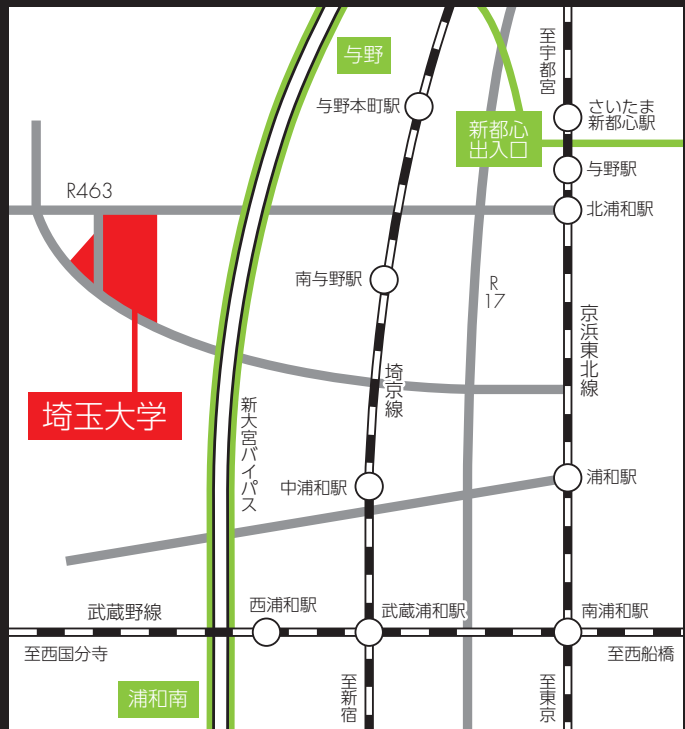 至宇都宮
与野
与野本町駅
さいたま
新都心駅
新都心
出入口
与野駅
R463
北浦和駅
南与野駅
R
17
京浜東北線
埼京線
埼玉大学
新大宮バイパス
中浦和駅
浦和駅
武蔵野線
西浦和駅
武蔵浦和駅
南浦和駅
至西国分寺
至西船橋
浦和南
至新宿
至東京